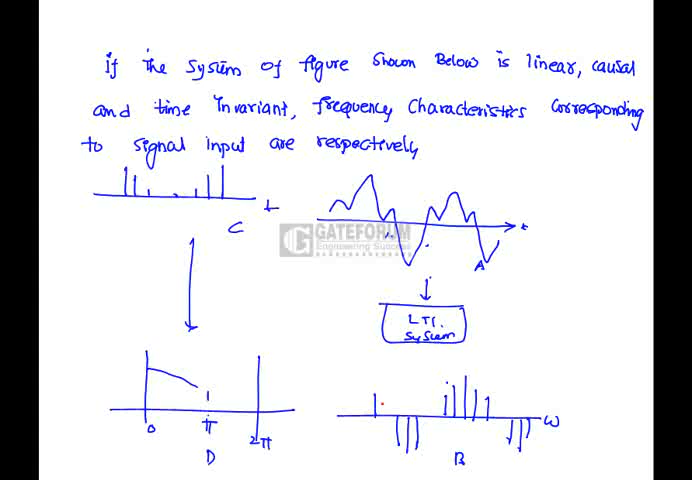 if the system of figure shown Below is linear, causal
and time Invariant, frequency characteristics corresponding
to signal input are respectively
t
C
t
A
GATEFORUM
Engineering Success
LTI.
System
0
π
2π
D
ω
B